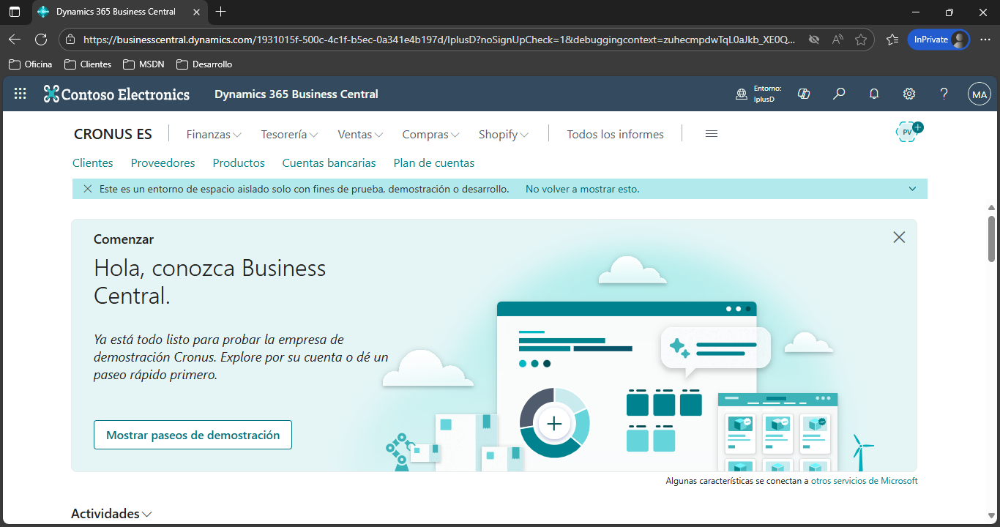 Dynamics 365 Business Central
https://businesscentral.dynamics.com/1931015f-500c-4c1f-b5ec-0a341e4b197d/IplusD?noSignUpCheck=1&debuggingcontext=zuhecmpdwTqL0aJkb_XE0Q...
InPrivate
Oficina Clientes MSDN Desarrollo
Contoso Electronics Dynamics 365 Business Central Entorno: IplusD MA
CRONUS ES Finanzas Tesorería Ventas Compras Shopify Todos los informes PV
Clientes Proveedores Productos Cuentas bancarias Plan de cuentas
Este es un entorno de espacio aislado solo con fines de prueba, demostración o desarrollo. No volver a mostrar esto.
Comenzar
Hola, conozca Business
Central.
Ya está todo listo para probar la empresa de
demostración Cronus. Explore por su cuenta o dé un
paseo rápido primero.
Mostrar paseos de demostración
Algunas características se conectan a otros servicios de Microsoft
Actividades